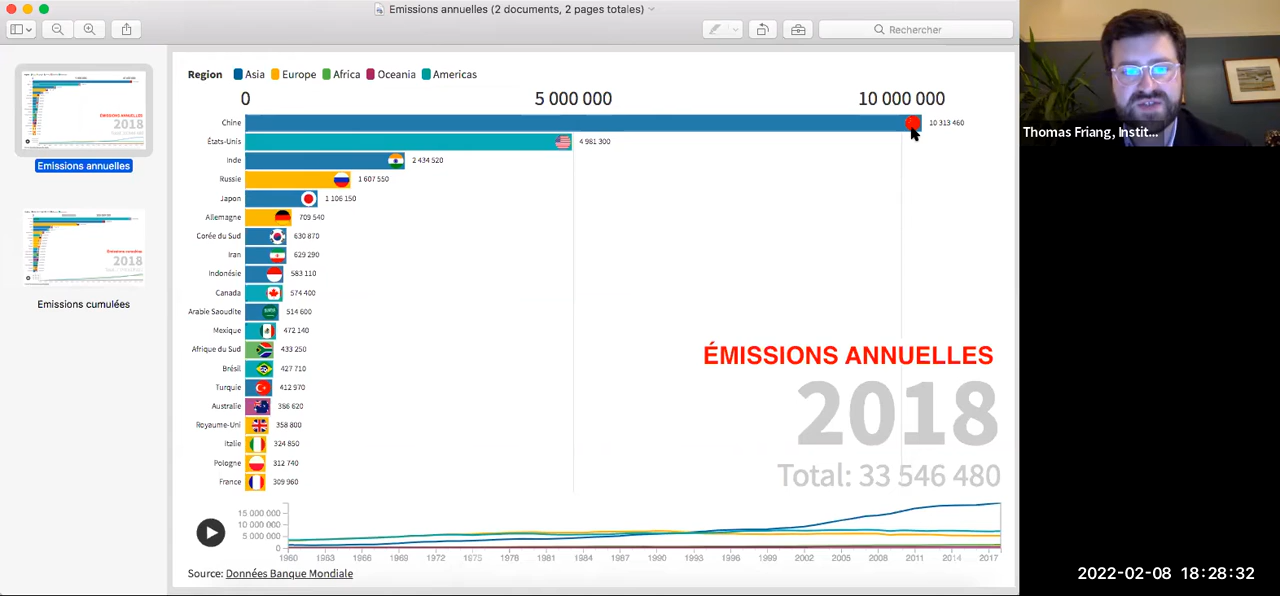 Emissions annuelles (2 documents, 2 pages totales)
Rechercher
Emissions annuelles
Emissions cumulées
Region Asia Europe Africa Oceania Americas
0 5 000 000 10 000 000
Chine 10 313 460
États-Unis 4 981 300
Inde 2 434 520
Russie 1 607 550
Japon 1 106 150
Allemagne 709 540
Corée du Sud 630 870
Iran 629 290
Indonésie 583 110
Canada 574 400
Arabie Saoudite 514 600
Mexique 472 140
Afrique du Sud 433 250
Brésil 427 710
Turquie 412 970
Australie 386 620
Royaume-Uni 358 800
Italie 324 850
Pologne 312 740
France 309 960
ÉMISSIONS ANNUELLES
2018
Total: 33 546 480
15 000 000
10 000 000
5 000 000
0
1960 1963 1966 1969 1972 1975 1978 1981 1984 1987 1990 1993 1996 1999 2002 2005 2008 2011 2014 2017
Source: Données Banque Mondiale
Thomas Friang, Instit...
2022-02-08 18:28:32